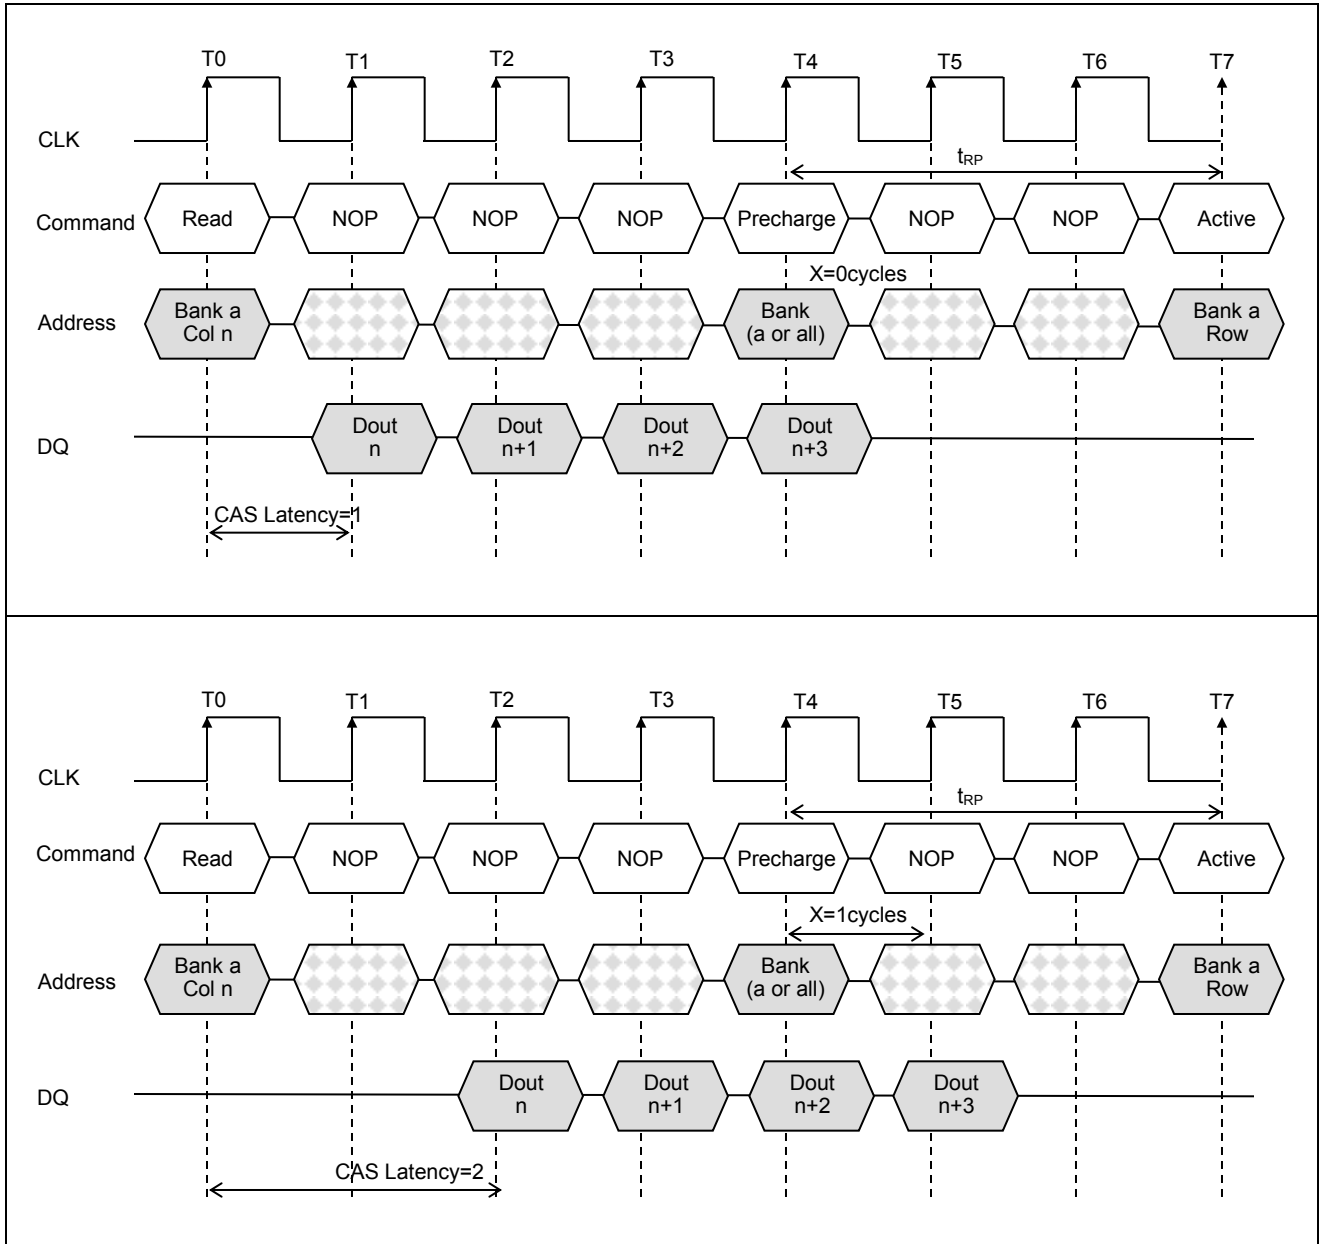 T0 T1 T2 T3 T4 T5 T6 T7
CLK
tRP
Command Read NOP NOP NOP Precharge NOP NOP Active
X=0cycles
Address Bank a Bank Bank a
Col n (a or all) Row
DQ Dout Dout Dout Dout
n n+1 n+2 n+3
CAS Latency=1
T0 T1 T2 T3 T4 T5 T6 T7
CLK
tRP
Command Read NOP NOP NOP Precharge NOP NOP Active
X=1cycles
Address Bank a Bank Bank a
Col n (a or all) Row
DQ Dout Dout Dout Dout
n n+1 n+2 n+3
CAS Latency=2